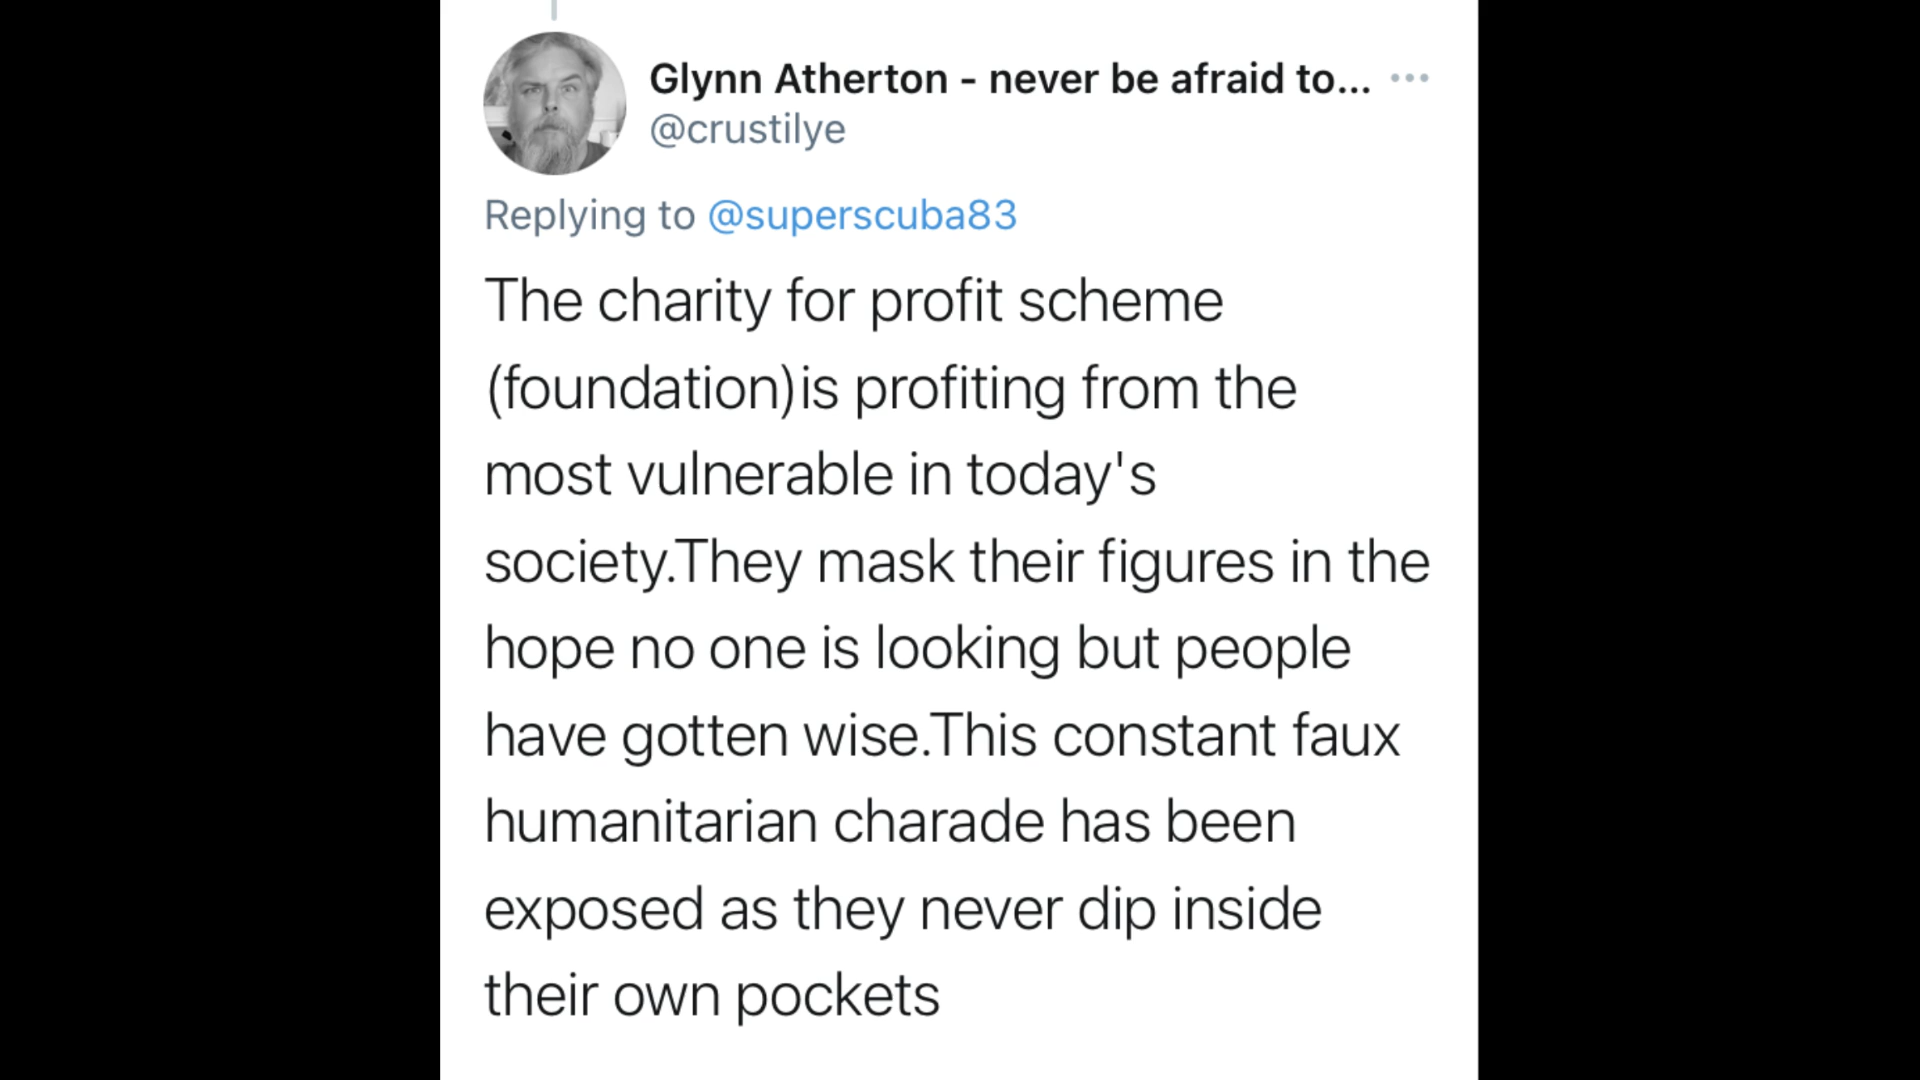 Glynn Atherton - never be afraid to...
@crustilye
Replying to @superscuba83
The charity for profit scheme
(foundation)is profiting from the
most vulnerable in today's
society.They mask their figures in the
hope no one is looking but people
have gotten wise.This constant faux
humanitarian charade has been
exposed as they never dip inside
their own pockets